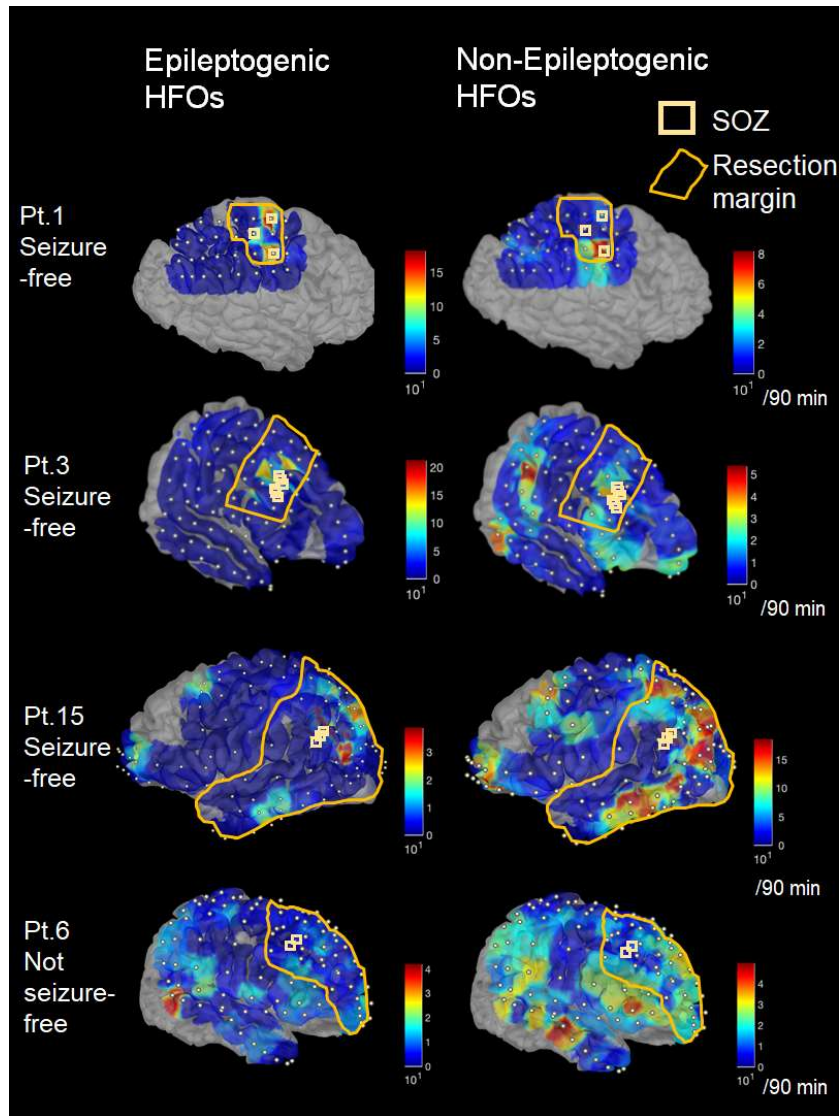 Epileptogenic
HFOs
Non-Epileptogenic
HFOs
SOZ
Resection
margin
Pt.1
Seizure
-free
15
10
5
0
10¹
8
6
4
2
0
10¹
/90 min
Pt.3
Seizure
-free
20
15
10
5
0
10¹
5
4
3
2
1
0
10¹
/90 min
Pt.15
Seizure
-free
3
2
1
0
10¹
15
10
5
0
10¹
/90 min
Pt.6
Not
seizure-
free
4
3
2
1
0
10¹
4
3
2
1
0
10¹
/90 min